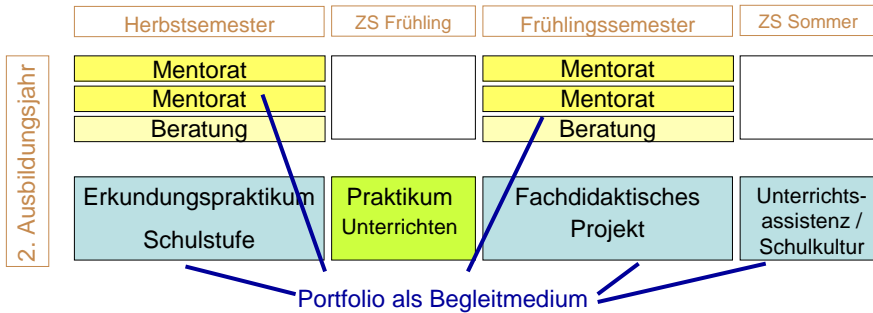 Herbstsemester
ZS Frühling
Frühlingssemester
ZS Sommer
2. Ausbildungsjahr
Mentorat
Mentorat
Beratung
Mentorat
Mentorat
Beratung
Erkundungspraktikum
Schulstufe
Praktikum
Unterrichten
Fachdidaktisches
Projekt
Unterrichts-
assistenz /
Schulkultur
Portfolio als Begleitmedium